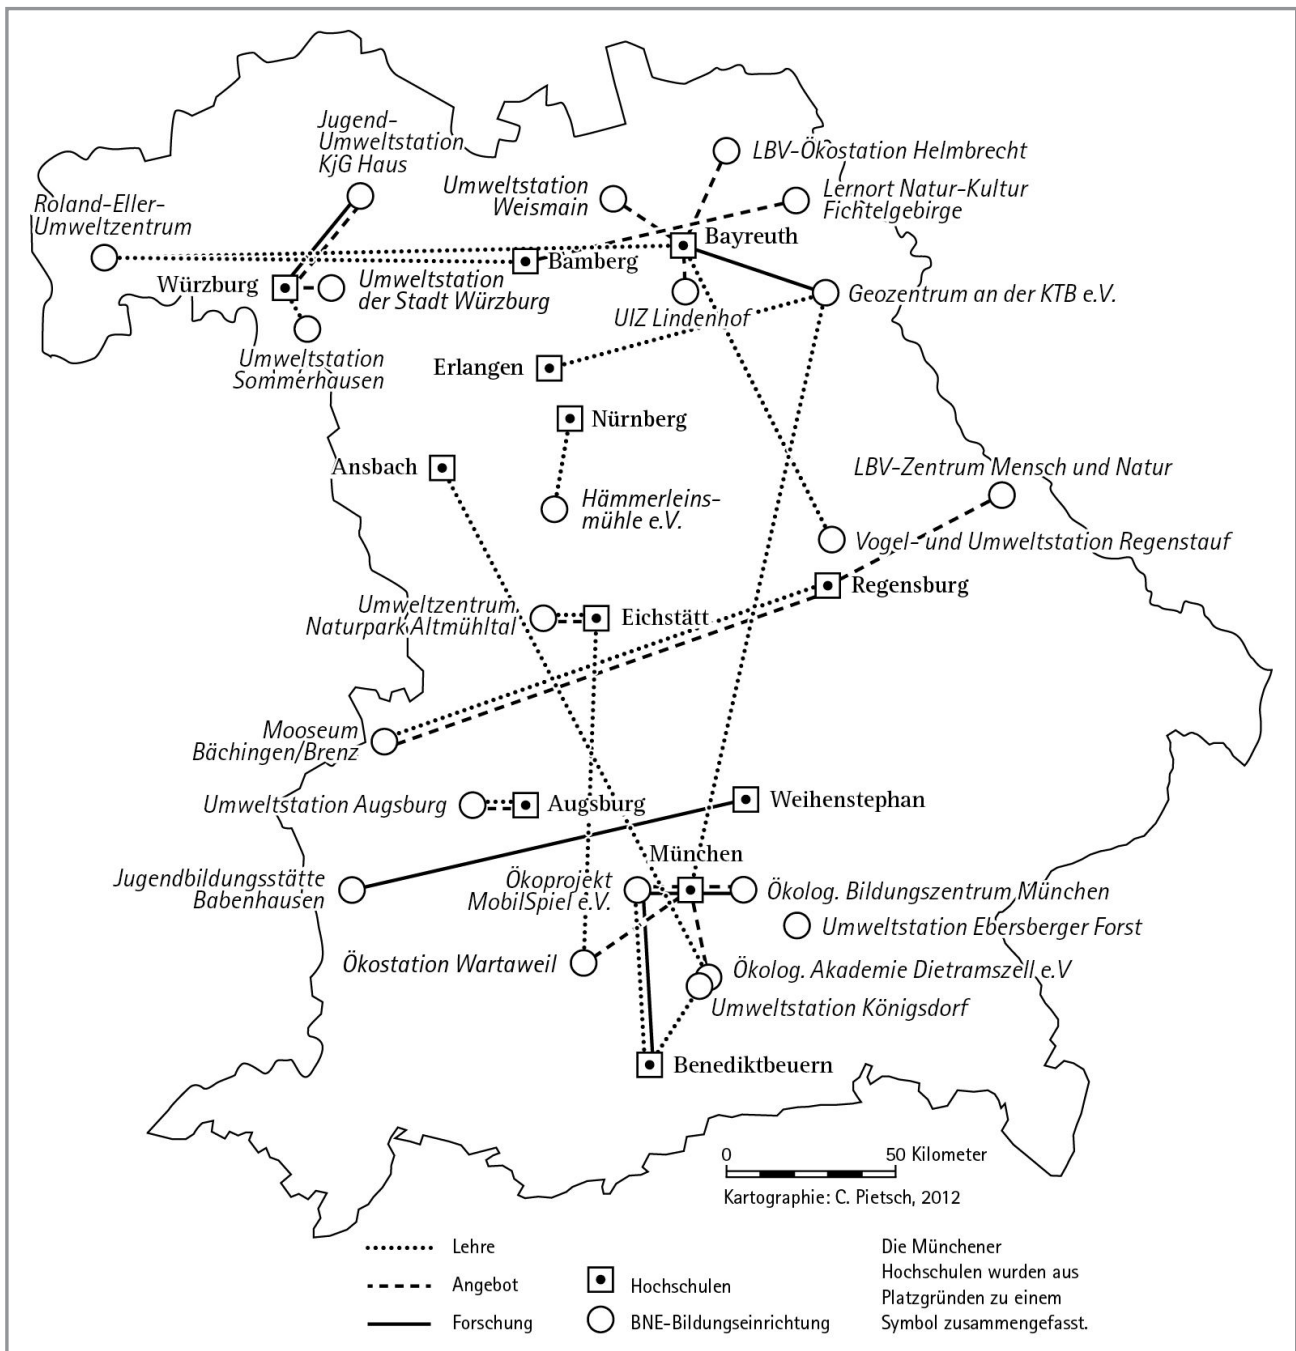 Jugend-
Umweltstation
KjG Haus
LBV-Ökostation Helmbrecht
Umweltstation
Weismain
Lernort Natur-Kultur
Fichtelgebirge
Roland-Eller-
Umweltzentrum
Bayreuth
Bamberg
Würzburg
Umweltstation
der Stadt Würzburg
Geozentrum an der KTB e.V.
UIZ Lindenhof
Umweltstation
Sommerhausen
Erlangen
Nürnberg
Ansbach
LBV-Zentrum Mensch und Natur
Hämmerleins-
mühle e.V.
Vogel- und Umweltstation Regenstauf
Regensburg
Umweltzentrum
Naturpark Altmühltal
Eichstätt
Mooseum
Bächingen/Brenz
Umweltstation Augsburg
Augsburg
Weihenstephan
München
Jugendbildungsstätte
Babenhausen
Ökoprojekt
MobilSpiel e.V.
Ökolog. Bildungszentrum München
Umweltstation Ebersberger Forst
Ökostation Wartaweil
Ökolog. Akademie Dietramszell e.V
Umweltstation Königsdorf
Benediktbeuern
0 50 Kilometer
Kartographie: C. Pietsch, 2012
Lehre
Angebot
Forschung
Hochschulen
BNE-Bildungseinrichtung
Die Münchener
Hochschulen wurden aus
Platzgründen zu einem
Symbol zusammengefasst.